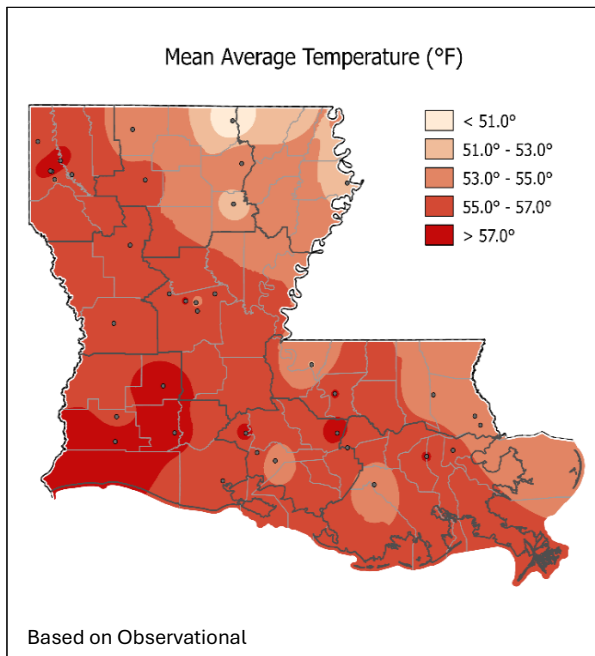 Mean Average Temperature (°F)
< 51.0°
51.0° - 53.0°
53.0° - 55.0°
55.0° - 57.0°
> 57.0°
Based on Observational